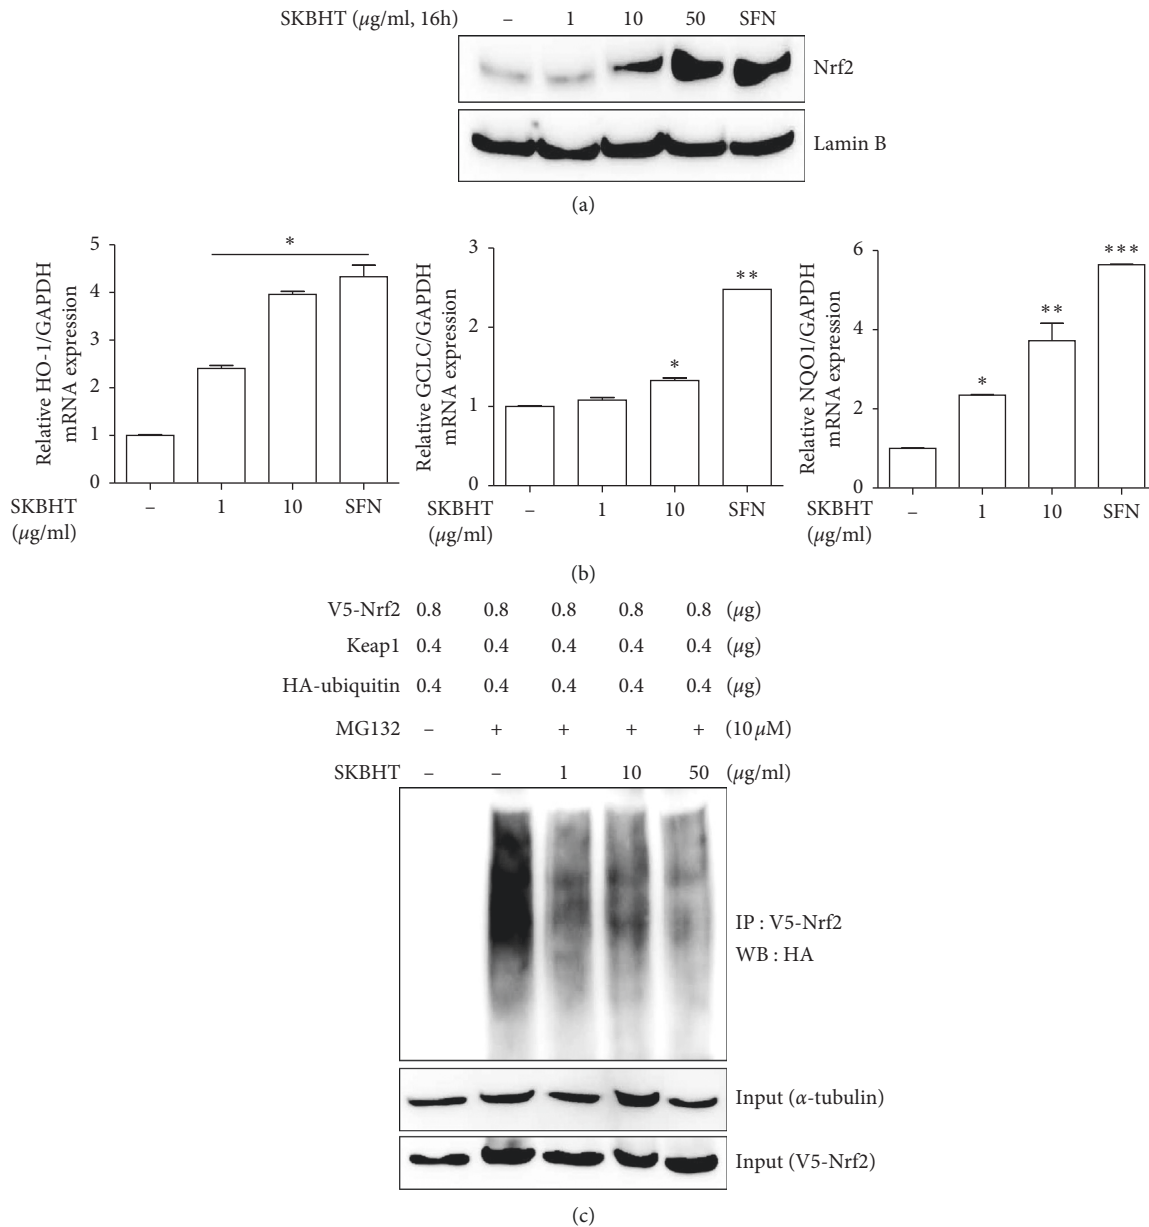 SKBHT (μg/ml, 16h) – 1 10 50 SFN
Nrf2
Lamin B
(a)
Relative HO-1/GAPDH
mRNA expression
5
4
3
2
1
0
*
SKBHT – 1 10 SFN
(μg/ml)
Relative GCLC/GAPDH
mRNA expression
3
2
1
0
*
**
SKBHT – 1 10 SFN
(μg/ml)
Relative NQO1/GAPDH
mRNA expression
6
4
2
0
*
**
***
SKBHT – 1 10 SFN
(μg/ml)
(b)
V5-Nrf2 0.8 0.8 0.8 0.8 0.8 (μg)
Keap1 0.4 0.4 0.4 0.4 0.4 (μg)
HA-ubiquitin 0.4 0.4 0.4 0.4 0.4 (μg)
MG132 – + + + + (10 μM)
SKBHT – – 1 10 50 (μg/ml)
IP : V5-Nrf2
WB : HA
Input (α-tubulin)
Input (V5-Nrf2)
(c)